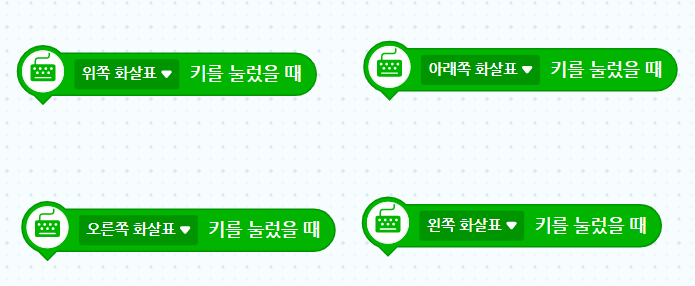 위쪽 화살표 키를 눌렀을 때
아래쪽 화살표 키를 눌렀을 때
오른쪽 화살표 키를 눌렀을 때
왼쪽 화살표 키를 눌렀을 때